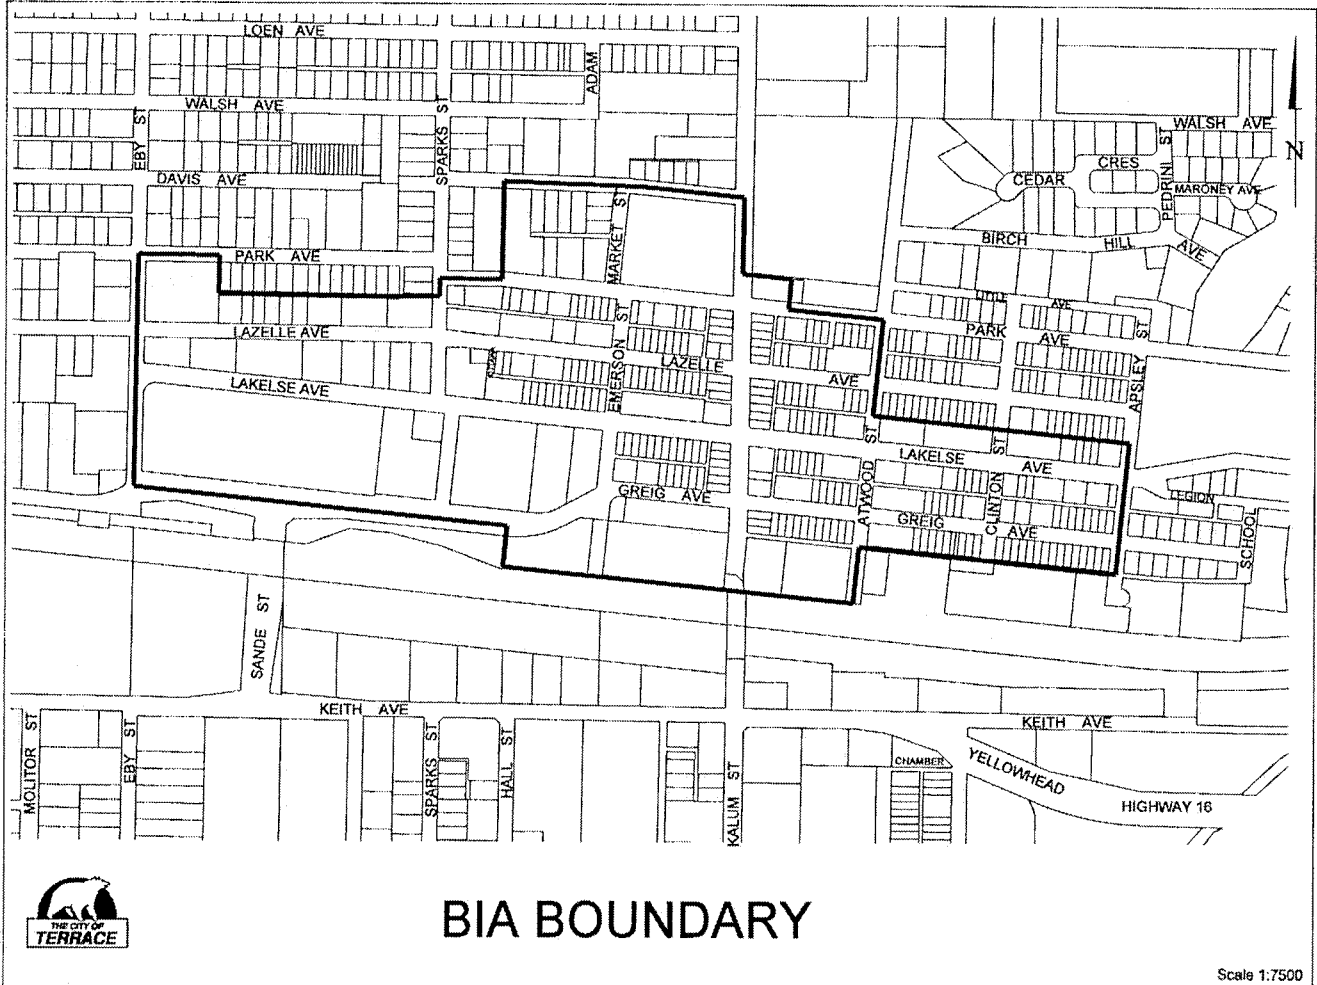 LOEN AVE
ADAM
WALSH AVE
EBY ST
SPARKS ST
WALSH AVE
N
DAVIS AVE
CRES
CEDAR
PEDRINI ST
MARONEY AVE
MARKET ST
BIRCH HILL AVE
PARK AVE
LITTLE AVE
LAZELLE AVE
EMERSON ST
PARK AVE
LAZELLE AVE
APSLEY ST
LAKELSE AVE
ATWOOD ST
LAKELSE AVE
CLINTON ST
GREIG AVE
LEGION
GREIG AVE
SCHOOL
SANDE ST
KEITH AVE
KEITH AVE
MOLITOR ST
EBY ST
SPARKS ST
HALL ST
KALUM ST
CHAMBER
YELLOWHEAD
HIGHWAY 16
THE CITY OF
TERRACE
BIA BOUNDARY
Scale 1:7500